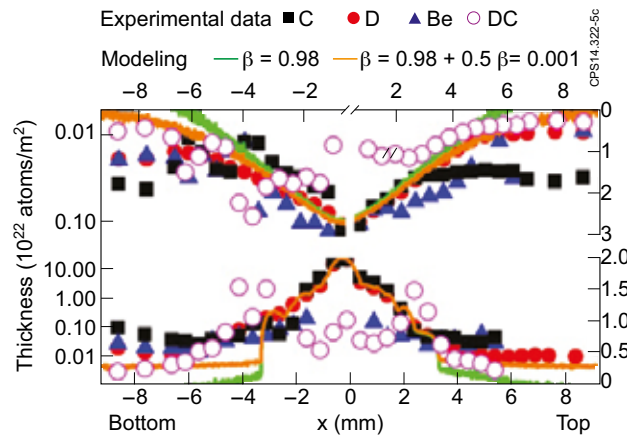 Experimental data C D Be DC
Modeling β = 0.98 β = 0.98 + 0.5 β= 0.001
CPS14.322-5c
−8 −6 −4 −2 2 4 6 8
0.01 0
1
2
0.10 3
10.00 2.0
1.00 1.5
0.10 1.0
0.01 0.5
0
Thickness (10²² atoms/m²)
−8 −6 −4 −2 0 2 4 6 8
Bottom x (mm) Top